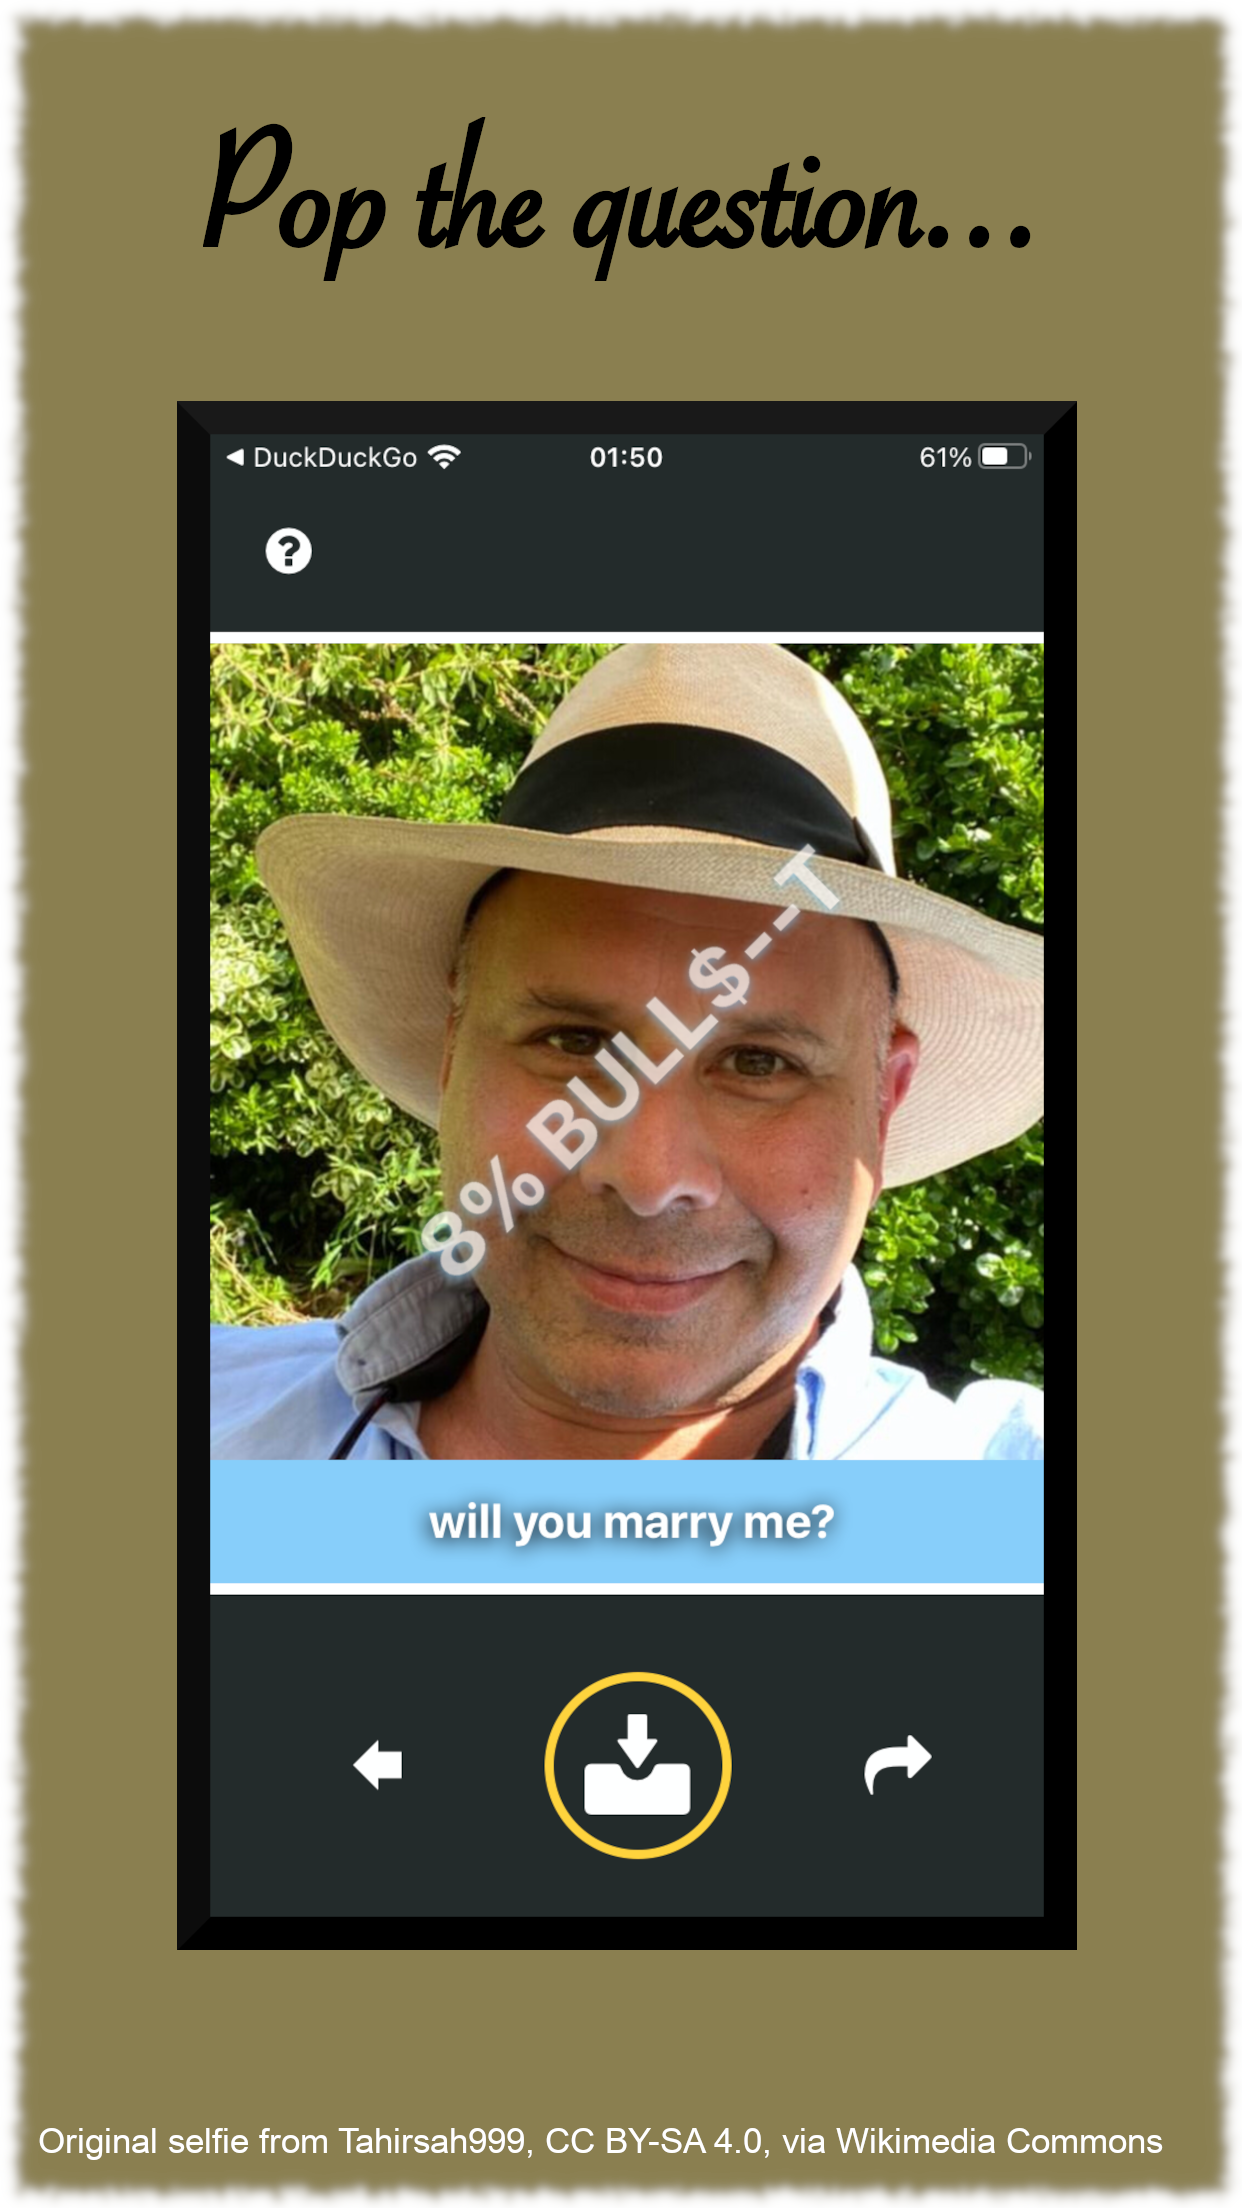 Pop the question...
DuckDuckGo 01:50 61%
?
8% BULL$--T
will you marry me?
Original selfie from Tahirsah999, CC BY-SA 4.0, via Wikimedia Commons